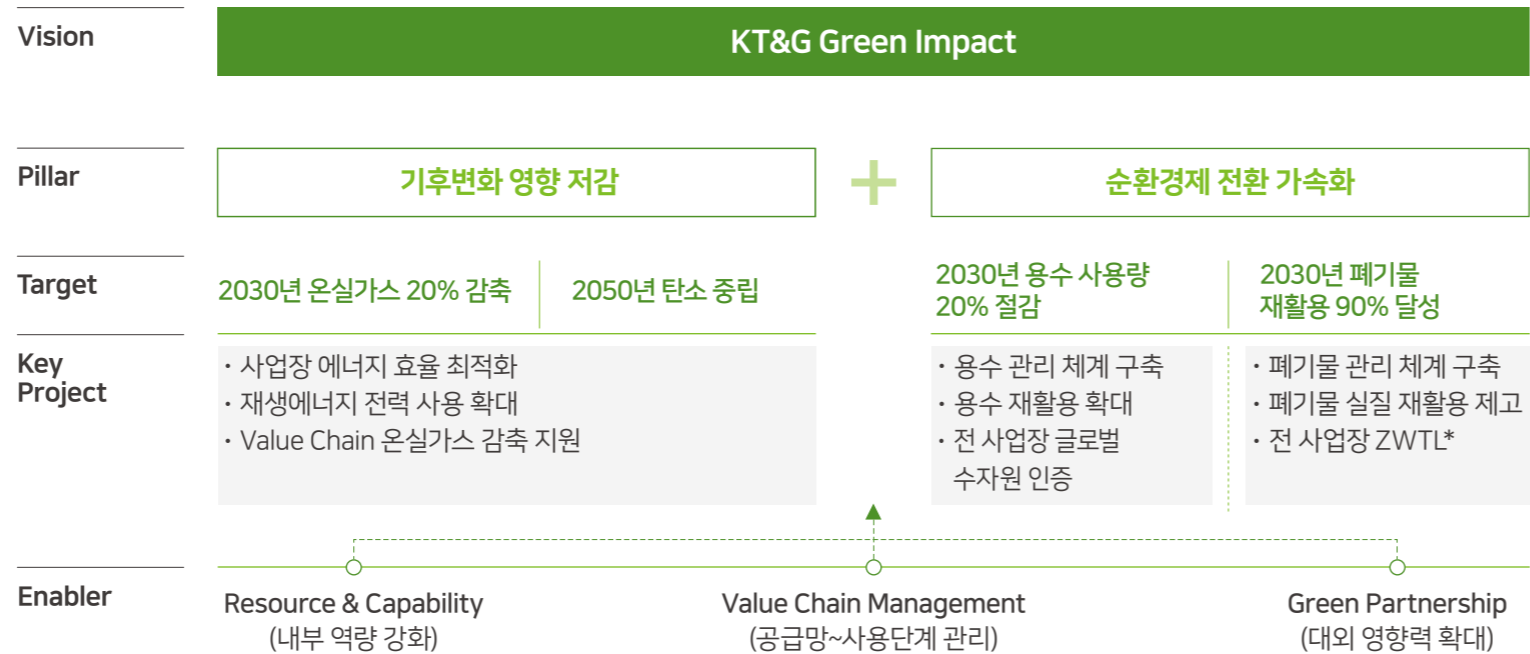 Vision
KT&G Green Impact
Pillar
기후변화 영향 저감
+
순환경제 전환 가속화
Target
2030년 온실가스 20% 감축
2050년 탄소 중립
2030년 용수 사용량
20% 절감
2030년 폐기물
재활용 90% 달성
Key
Project
· 사업장 에너지 효율 최적화
· 재생에너지 전력 사용 확대
· Value Chain 온실가스 감축 지원
· 용수 관리 체계 구축
· 용수 재활용 확대
· 전 사업장 글로벌
수자원 인증
· 폐기물 관리 체계 구축
· 폐기물 실질 재활용 제고
· 전 사업장 ZWTL*
Enabler
Resource & Capability
(내부 역량 강화)
Value Chain Management
(공급망~사용단계 관리)
Green Partnership
(대외 영향력 확대)